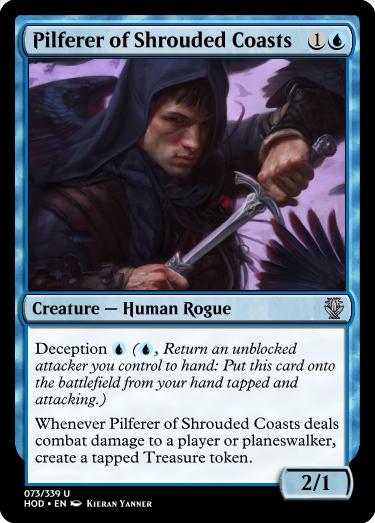 Pilferer of Shrouded Coasts 1
Creature — Human Rogue
Deception (, Return an unblocked
attacker you control to hand: Put this card onto
the battlefield from your hand tapped and
attacking.)
Whenever Pilferer of Shrouded Coasts deals
combat damage to a player or planeswalker,
create a tapped Treasure token.
2/1
073/339 U
HOD • EN Kieran Yanner